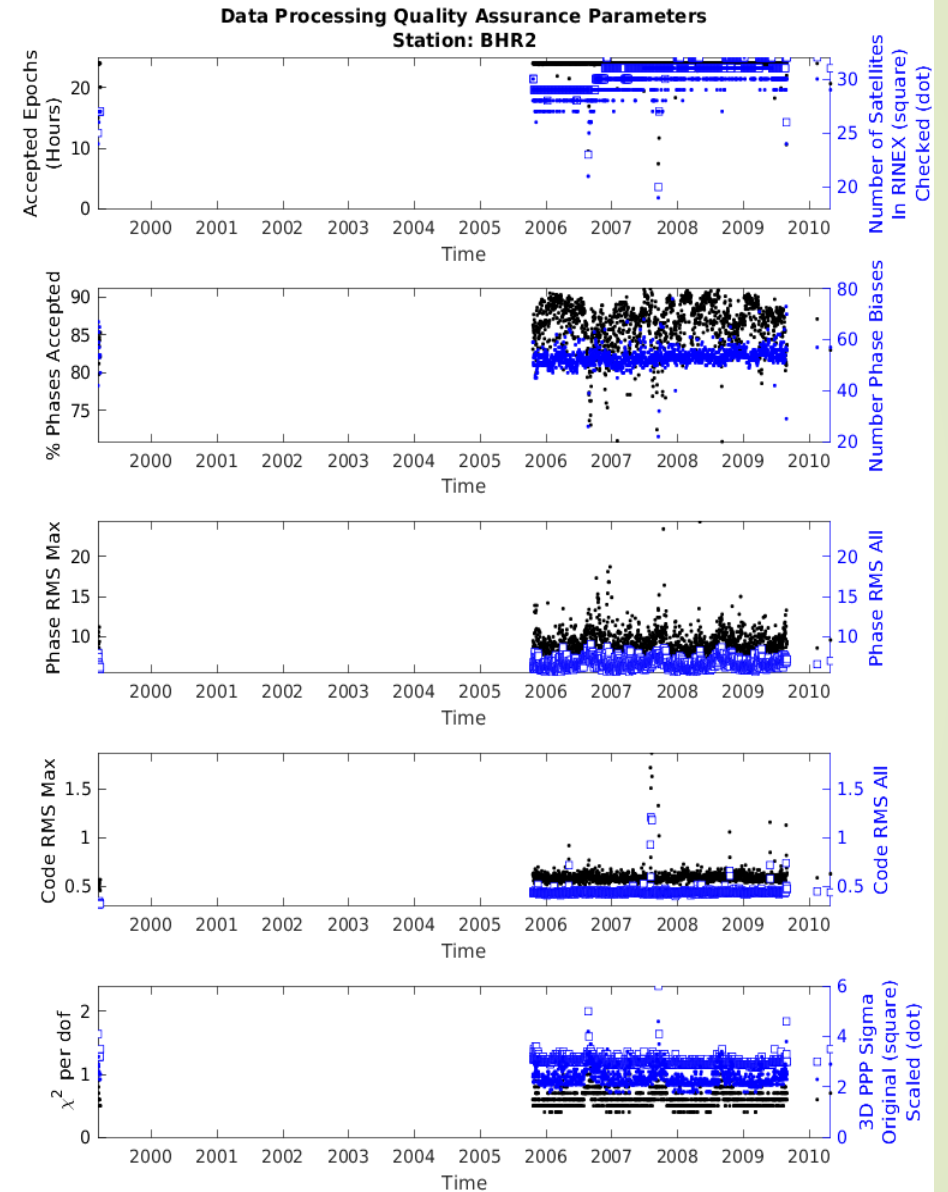 Data Processing Quality Assurance Parameters
Station: BHR2
Accepted Epochs
(Hours)
20
10
0
30
25
20
Number of Satellites
In RINEX (square)
Checked (dot)
2000 2001 2002 2003 2004 2005 2006 2007 2008 2009 2010
Time
% Phases Accepted
90
85
80
75
80
60
40
20
Number Phase Biases
2000 2001 2002 2003 2004 2005 2006 2007 2008 2009 2010
Time
Phase RMS Max
20
15
10
20
15
10
Phase RMS All
2000 2001 2002 2003 2004 2005 2006 2007 2008 2009 2010
Time
Code RMS Max
1.5
1
0.5
1.5
1
0.5
Code RMS All
2000 2001 2002 2003 2004 2005 2006 2007 2008 2009 2010
Time
χ² per dof
2
1
0
6
4
2
0
3D PPP Sigma
Original (square)
Scaled (dot)
2000 2001 2002 2003 2004 2005 2006 2007 2008 2009 2010
Time